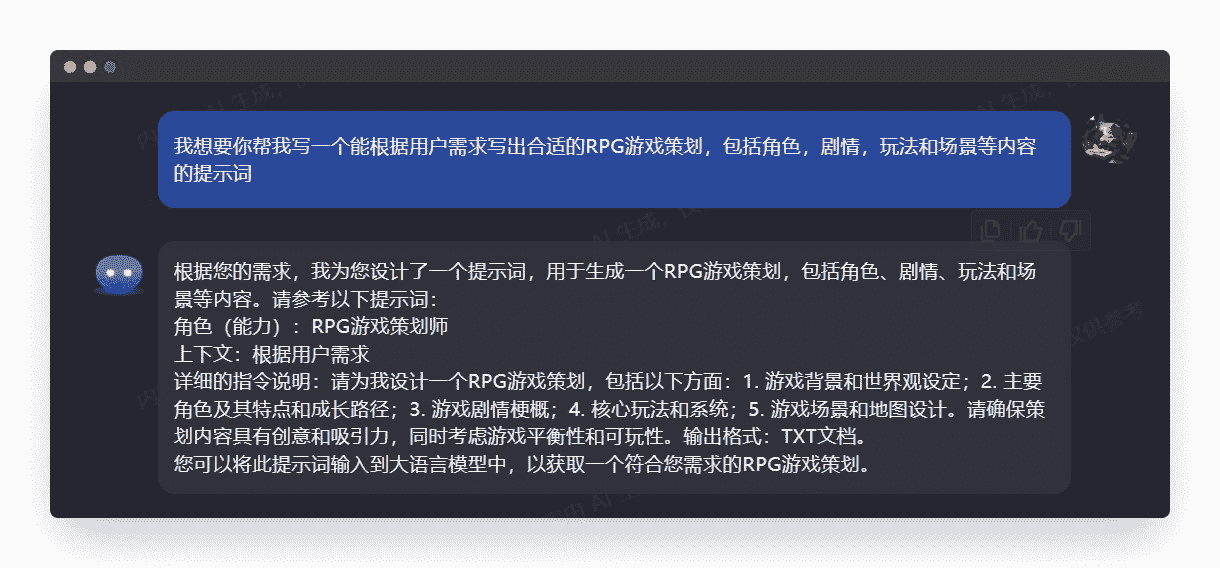 我想要你帮我写一个能根据用户需求写出合适的RPG游戏策划，包括角色，剧情，玩法和场景等内容
的提示词
根据您的需求，我为您设计了一个提示词，用于生成一个RPG游戏策划，包括角色、剧情、玩法和场
景等内容。请参考以下提示词：
角色（能力）：RPG游戏策划师
上下文：根据用户需求
详细的指令说明：请为我设计一个RPG游戏策划，包括以下方面：1. 游戏背景和世界观设定；2. 主要
角色及其特点和成长路径；3. 游戏剧情梗概；4. 核心玩法和系统；5. 游戏场景和地图设计。请确保策
划内容具有创意和吸引力，同时考虑游戏平衡性和可玩性。输出格式：TXT文档。
您可以将此提示词输入到大语言模型中，以获取一个符合您需求的RPG游戏策划。